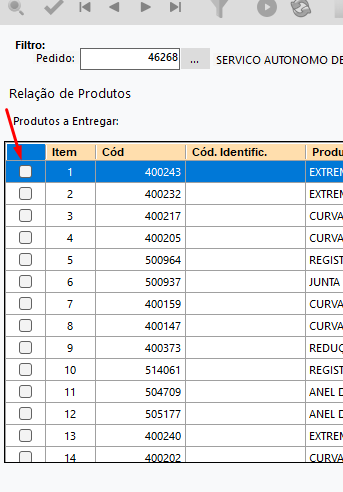 Filtro:
Pedido: 46268 ... SERVICO AUTONOMO DE
Relação de Produtos
Produtos a Entregar:
Item Cód Cód. Identific. Produ
1 400243 EXTREM
2 400232 EXTREM
3 400217 CURVA
4 400205 CURVA
5 500964 REGIST
6 500937 JUNTA
7 400159 CURVA
8 400147 CURVA
9 400373 REDUÇ
10 514061 REGIST
11 504709 ANEL D
12 505177 ANEL D
13 400240 EXTREM
14 400202 CURVA